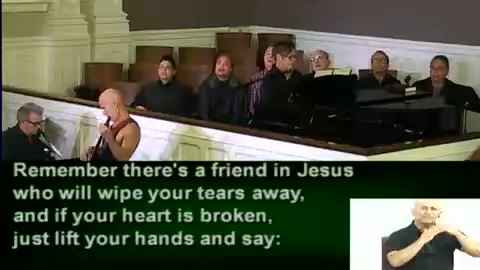 Remember there's a friend in Jesus
who will wipe your tears away,
and if your heart is broken,
just lift your hands and say: